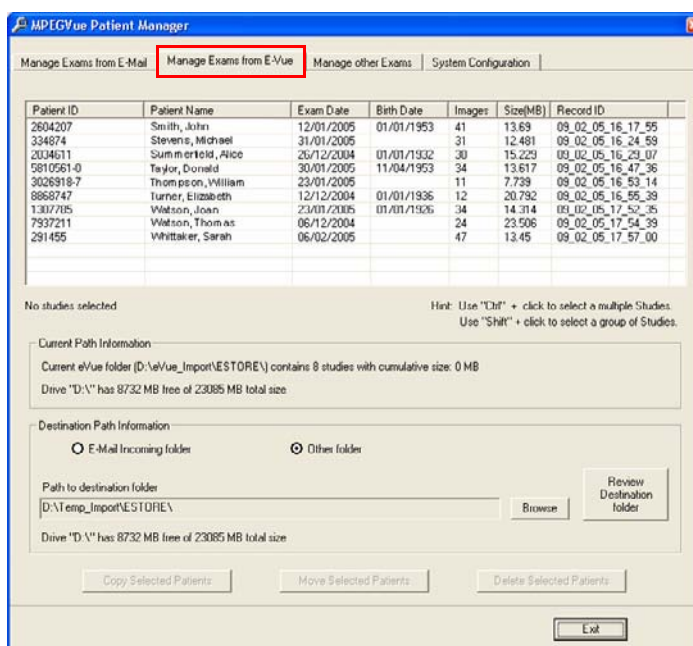 MPEGVue Patient Manager
Manage Exams from E-Mail Manage Exams from E-Vue Manage other Exams System Configuration
Patient ID Patient Name Exam Date Birth Date Images Size(MB) Record ID
2604207 Smith, John 12/01/2005 01/01/1953 41 13.69 09_02_05_16_17_55
334874 Stevens, Michael 31/01/2005 31 12.481 09_02_05_16_24_59
2034611 Summerfield, Alice 26/12/2004 01/01/1932 30 15.229 09_02_05_16_29_07
5810561-0 Taylor, Donald 30/01/2005 11/04/1953 34 13.617 09_02_05_16_47_36
3026918-7 Thompson, William 23/01/2005 11 7.739 09_02_05_16_53_14
8868747 Turner, Elizabeth 12/12/2004 01/01/1936 12 20.792 09_02_05_16_55_39
1307785 Watson, Joan 23/01/2005 01/01/1926 34 14.314 09_02_05_17_52_35
7937211 Watson, Thomas 06/12/2004 24 23.506 09_02_05_17_54_39
291455 Whittaker, Sarah 06/02/2005 47 13.45 09_02_05_17_57_00
No studies selected Hint: Use "Ctrl" + click to select a multiple Studies.
Use "Shift" + click to select a group of Studies.
Current Path Information
Current eVue folder (D:\eVue_Import\ESTORE\) contains 8 studies with cumulative size: 0 MB
Drive "D:\" has 8732 MB free of 23085 MB total size
Destination Path Information
E-Mail Incoming folder Other folder
Path to destination folder
D:\Temp_Import\ESTORE\ Browse Review Destination folder
Drive "D:\" has 8732 MB free of 23085 MB total size
Copy Selected Patients Move Selected Patients Delete Selected Patients
Exit